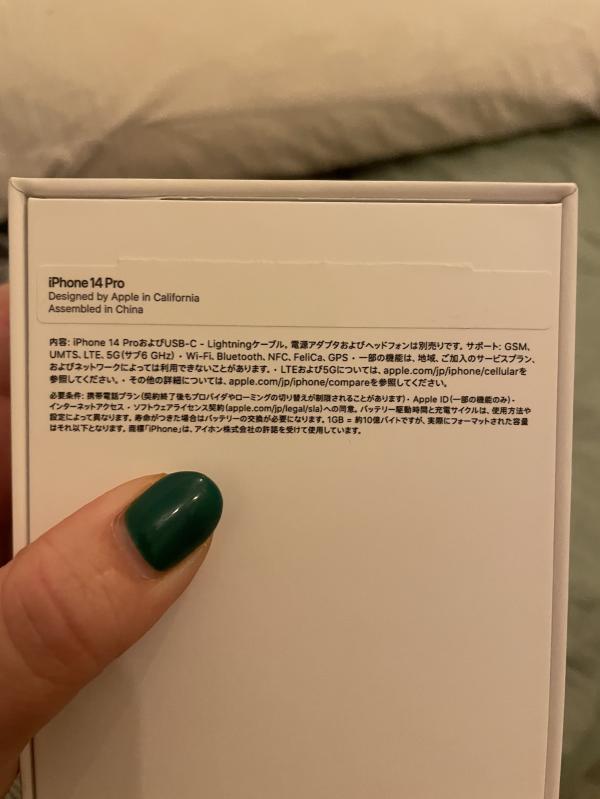 iPhone 14 Pro
Designed by Apple in California
Assembled in China
内容: iPhone 14 ProおよびUSB-C - Lightningケーブル。電源アダプタおよびヘッドフォンは別売りです。サポート: GSM、
UMTS、LTE、5G(サブ6 GHz)・Wi-Fi、Bluetooth、NFC、FeliCa、GPS・一部の機能は、地域、ご加入のサービスプラン、
およびネットワークによっては利用できないことがあります。・LTEおよび5Gについては、apple.com/jp/iphone/cellularを
参照してください。・その他の詳細については、apple.com/jp/iphone/compareを参照してください。
必要条件: 携帯電話プラン(契約終了後もプロバイダやローミングの切り替えが制限されることがあります)・Apple ID(一部の機能のみ)・
インターネットアクセス・ソフトウェアライセンス契約(apple.com/jp/legal/sla)への同意。バッテリー駆動時間と充電サイクルは、使用方法や
設定によって異なります。寿命がつきた場合はバッテリーの交換が必要になります。1GB = 約10億バイトですが、実際にフォーマットされた容量
はそれ以下となります。商標「iPhone」は、アイホン株式会社の許諾を受けて使用しています。